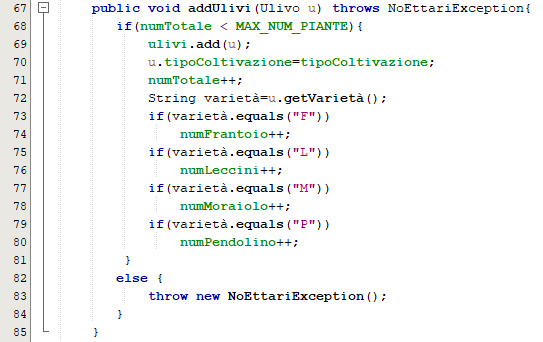 67 public void addUlivi(Ulivo u) throws NoEttariException{
68 if(numTotale < MAX_NUM_PIANTE){
69 ulivi.add(u);
70 u.tipoColtivazione=tipoColtivazione;
71 numTotale++;
72 String varietà=u.getVarietà();
73 if(varietà.equals("F"))
74 numFrantoio++;
75 if(varietà.equals("L"))
76 numLeccini++;
77 if(varietà.equals("M"))
78 numMoraiolo++;
79 if(varietà.equals("P"))
80 numPendolino++;
81 }
82 else {
83 throw new NoEttariException();
84 }
85 }